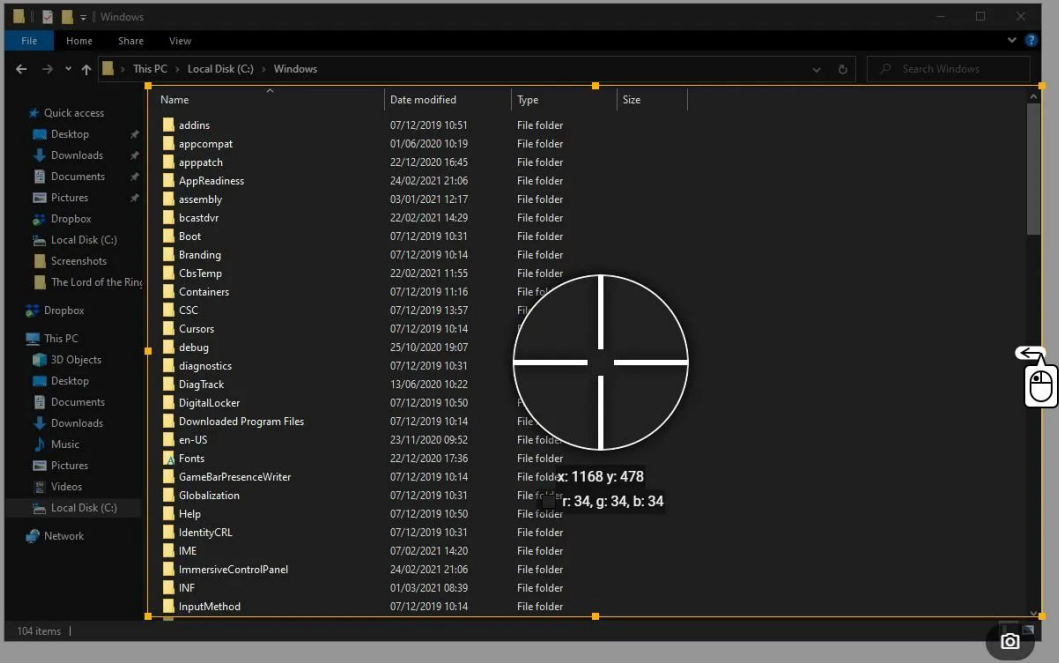 Windows
File Home Share View
This PC > Local Disk (C:) > Windows
Search Windows
Quick access
Desktop
Downloads
Documents
Pictures
Dropbox
Local Disk (C:)
Screenshots
The Lord of the Ring
Dropbox
This PC
3D Objects
Desktop
Documents
Downloads
Music
Pictures
Videos
Local Disk (C:)
Network
Name Date modified Type Size
addins 07/12/2019 10:51 File folder
appcompat 01/06/2020 10:19 File folder
apppatch 22/12/2020 16:45 File folder
AppReadiness 24/02/2021 21:06 File folder
assembly 03/01/2021 12:17 File folder
bcastdvr 22/02/2021 14:29 File folder
Boot 07/12/2019 10:31 File folder
Branding 07/12/2019 10:14 File folder
CbsTemp 22/02/2021 11:55 File folder
Containers 07/12/2019 11:16 File
CSC 07/12/2019 13:57
Cursors 07/12/2019 10:14
debug 25/10/2020 19:07
diagnostics 07/12/2019 10:31
DiagTrack 13/06/2020 10:22
DigitalLocker 07/12/2019 10:50
Downloaded Program Files 07/12/2019 10:14 File
en-US 23/11/2020 09:52 File folder
Fonts 22/12/2020 17:36 File folder
GameBarPresenceWriter 07/12/2019 10:14 File folder
x: 1168 y: 478
Globalization 07/12/2019 10:31 File folder
r: 34, g: 34, b: 34
Help 07/12/2019 10:50 File folder
IdentityCRL 07/12/2019 10:31 File folder
IME 07/02/2021 14:20 File folder
ImmersiveControlPanel 24/02/2021 21:06 File folder
INF 01/03/2021 08:39 File folder
InputMethod 07/12/2019 10:14 File folder
104 items